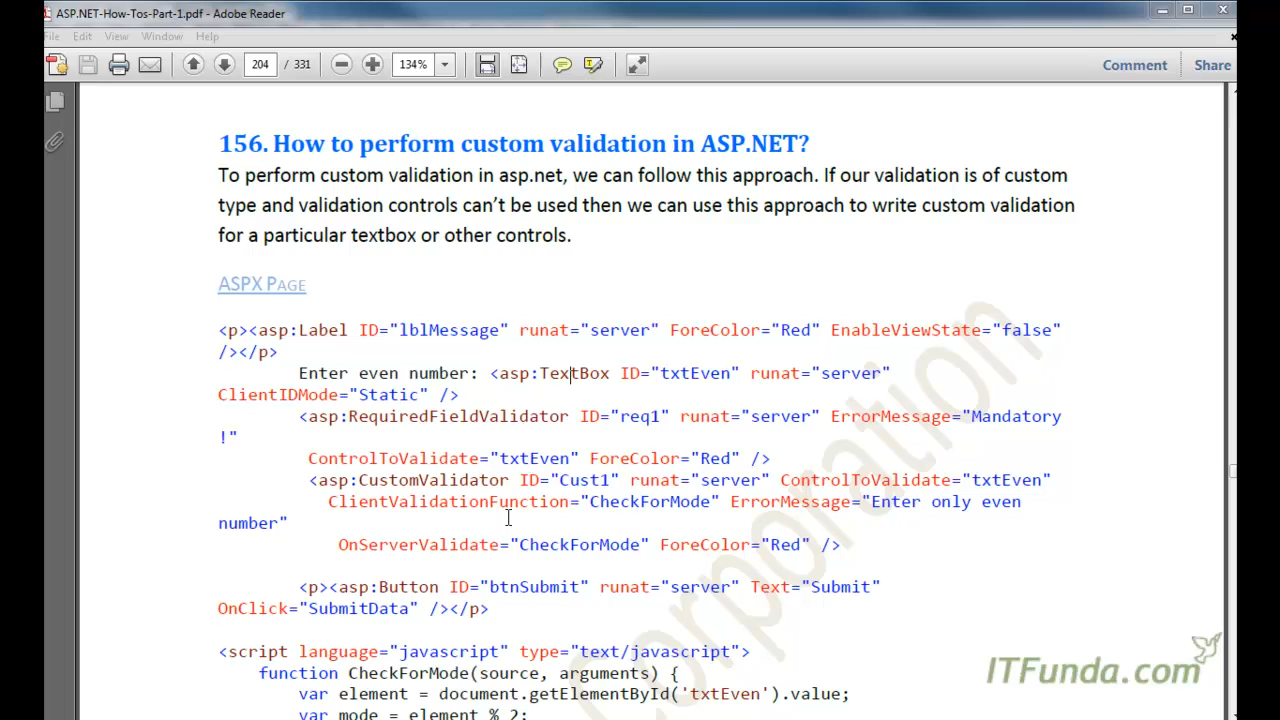 ASP.NET-How-Tos-Part-1.pdf - Adobe Reader
File Edit View Window Help
204 / 331 134% Comment Share
156. How to perform custom validation in ASP.NET?
To perform custom validation in asp.net, we can follow this approach. If our validation is of custom
type and validation controls can't be used then we can use this approach to write custom validation
for a particular textbox or other controls.
ASPX PAGE
<p><asp:Label ID="lblMessage" runat="server" ForeColor="Red" EnableViewState="false"
/></p>
Enter even number: <asp:TextBox ID="txtEven" runat="server"
ClientIDMode="Static" />
<asp:RequiredFieldValidator ID="req1" runat="server" ErrorMessage="Mandatory
!"
ControlToValidate="txtEven" ForeColor="Red" />
<asp:CustomValidator ID="Cust1" runat="server" ControlToValidate="txtEven"
ClientValidationFunction="CheckForMode" ErrorMessage="Enter only even
number"
OnServerValidate="CheckForMode" ForeColor="Red" />
<p><asp:Button ID="btnSubmit" runat="server" Text="Submit"
OnClick="SubmitData" /></p>
<script language="javascript" type="text/javascript">
function CheckForMode(source, arguments) {
var element = document.getElementById('txtEven').value;
var mode = element % 2;
Corporation
ITFunda.com